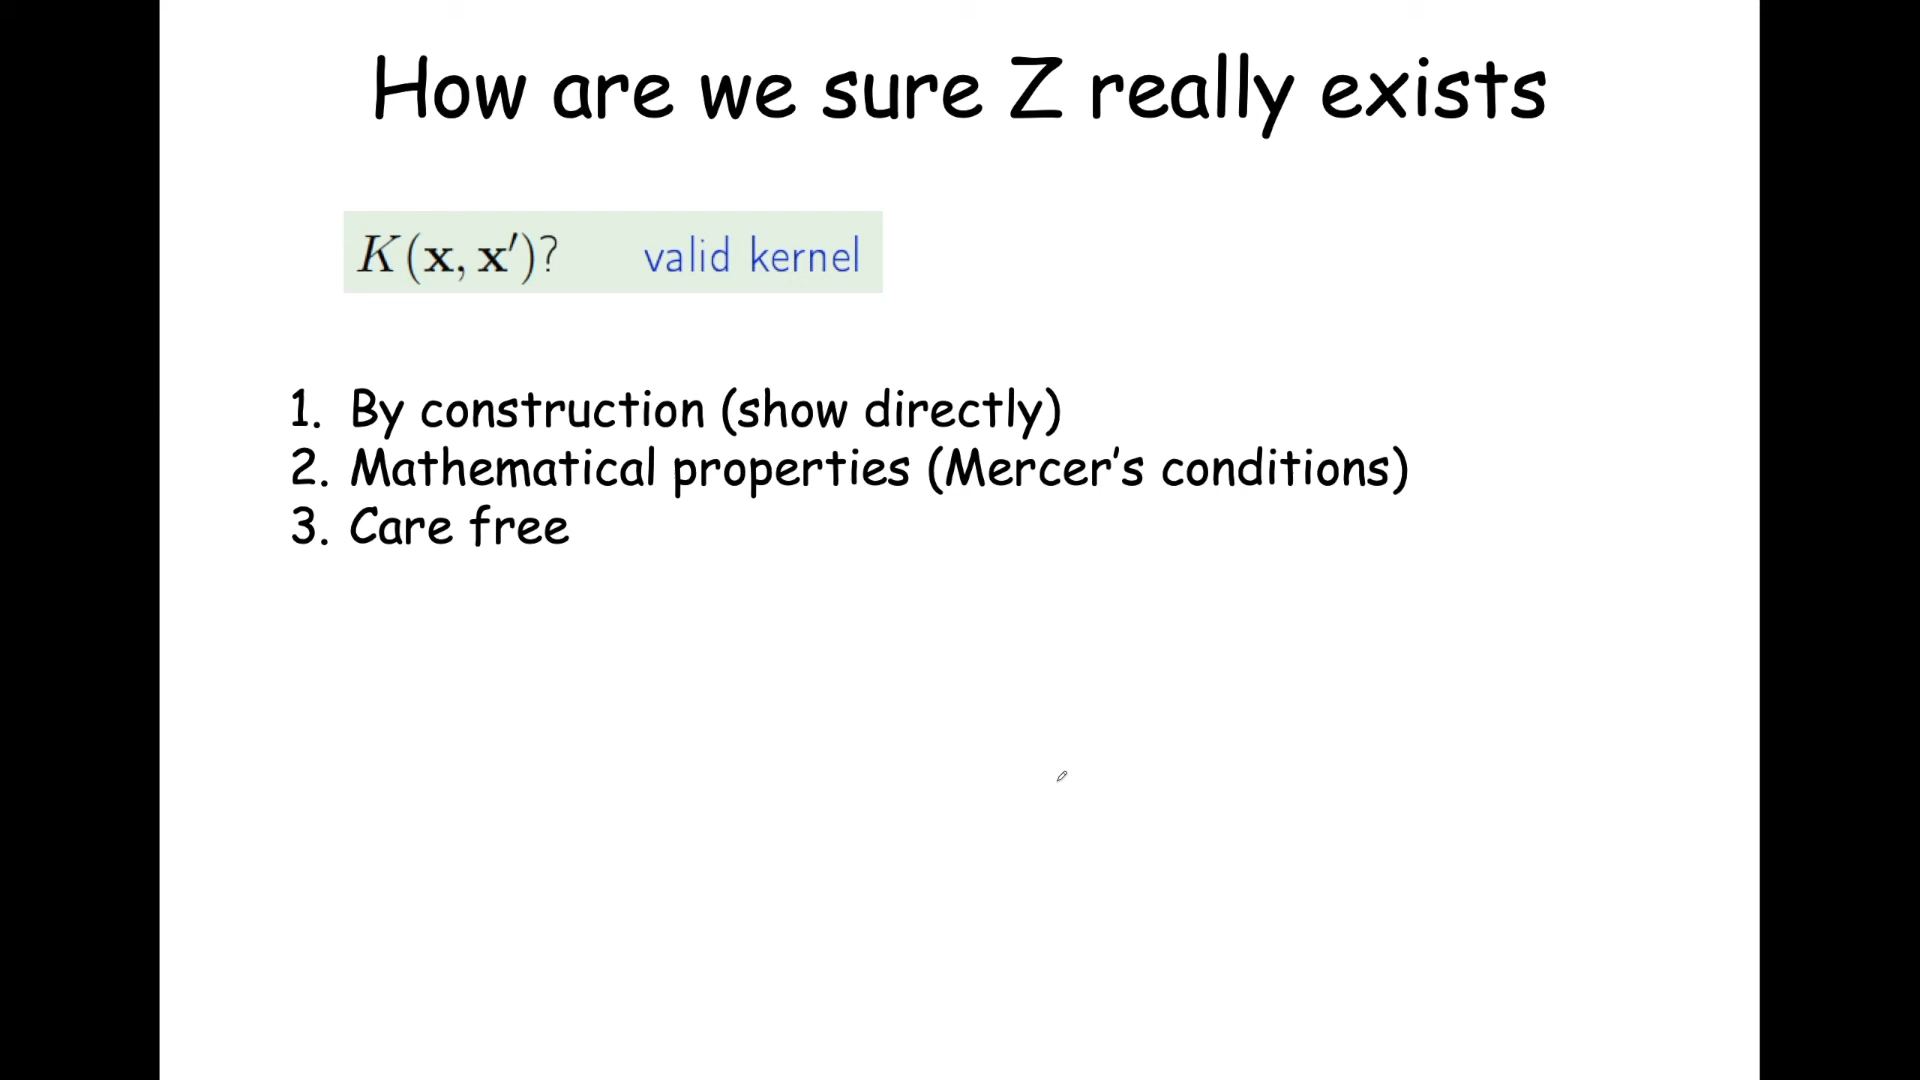 How are we sure Z really exists
K(x, x′)? valid kernel
1. By construction (show directly)
2. Mathematical properties (Mercer’s conditions)
3. Care free